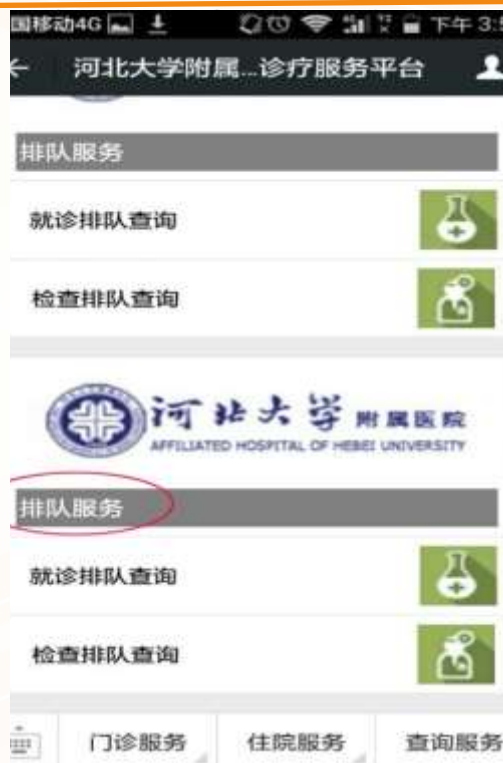 国移动4G 下午 3:5
河北大学附属...诊疗服务平台
排队服务
就诊排队查询
检查排队查询
河北大学 附属医院
AFFILIATED HOSPITAL OF HEBEI UNIVERSITY
排队服务
就诊排队查询
检查排队查询
门诊服务 住院服务 查询服务